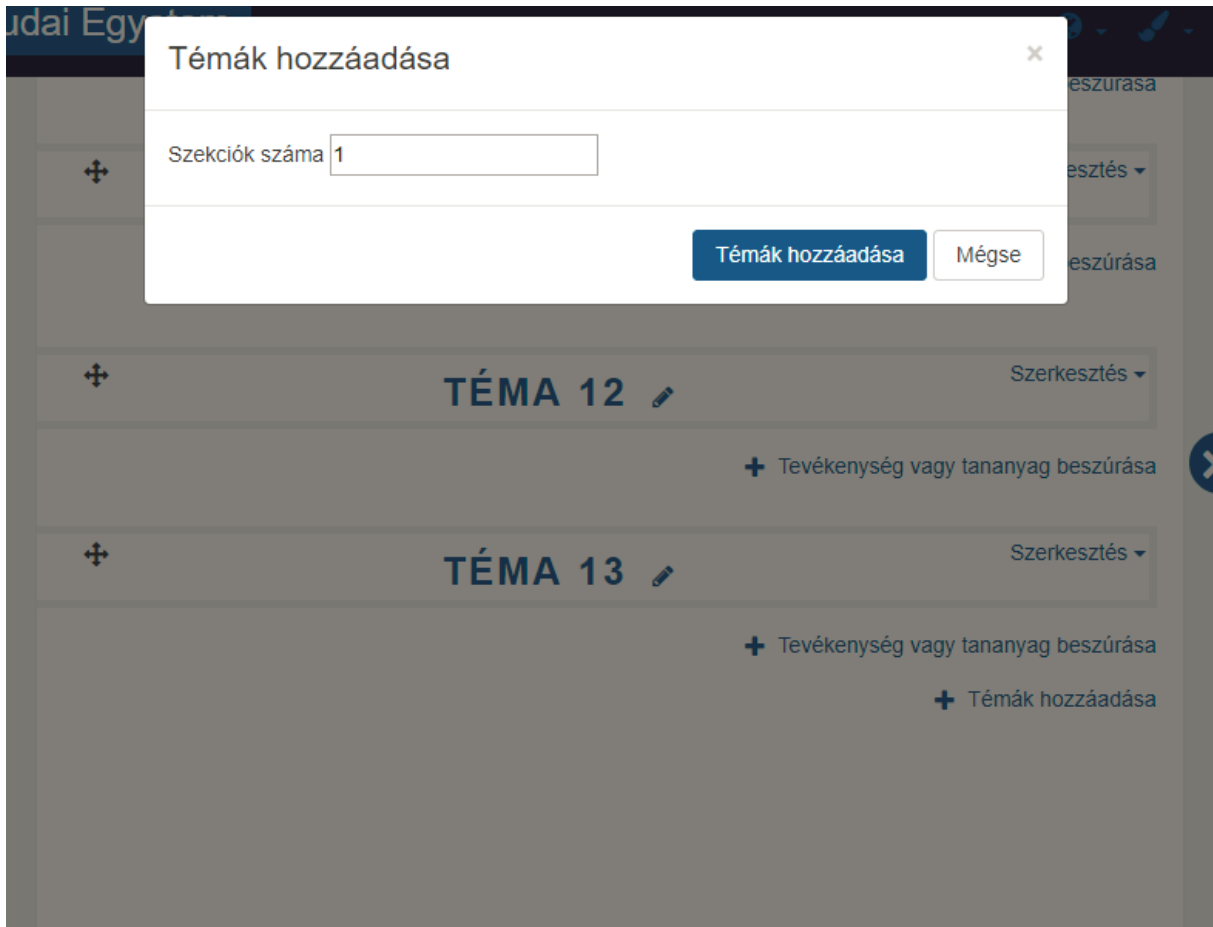 udai Egyetem
Témák hozzáadása
×
eszúrása
Szekciók száma 1
esztés
Témák hozzáadása Mégse
eszúrása
TÉMA 12
Szerkesztés
Tevékenység vagy tananyag beszúrása
TÉMA 13
Szerkesztés
Tevékenység vagy tananyag beszúrása
Témák hozzáadása